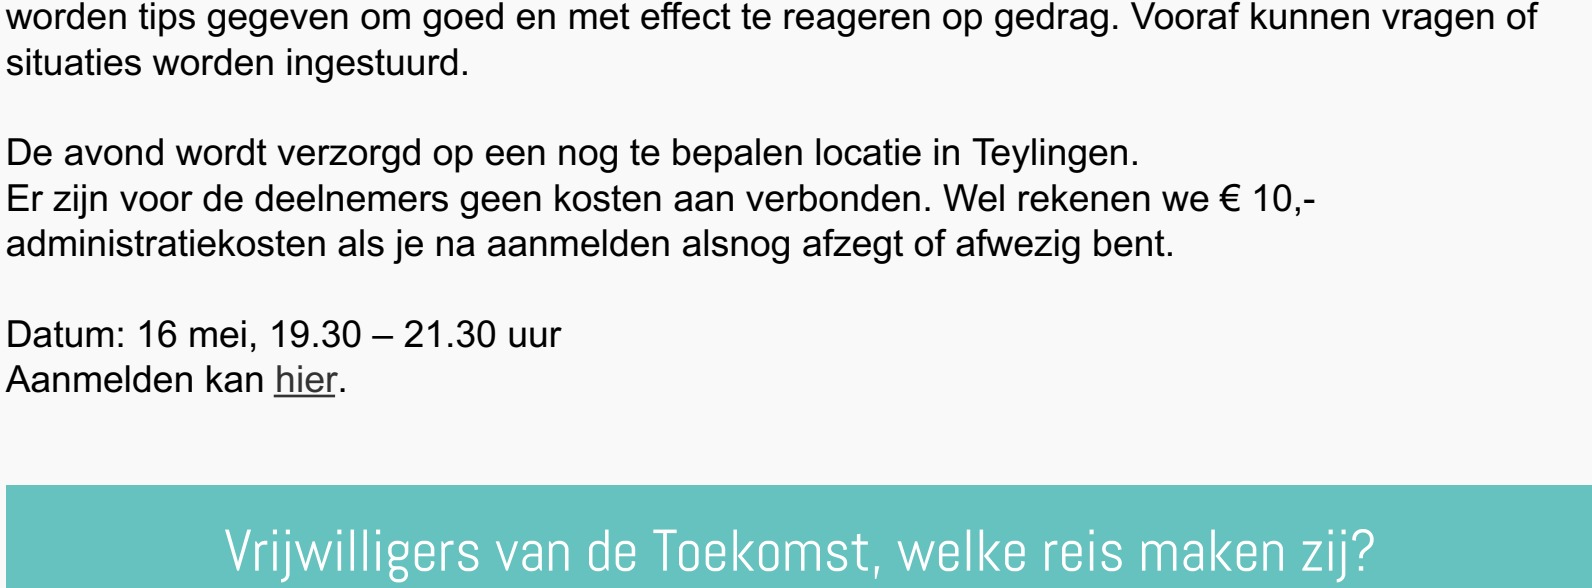 worden tips gegeven om goed en met effect te reageren op gedrag. Vooraf kunnen vragen of
situaties worden ingestuurd.
De avond wordt verzorgd op een nog te bepalen locatie in Teylingen.
Er zijn voor de deelnemers geen kosten aan verbonden. Wel rekenen we € 10,-
administratiekosten als je na aanmelden alsnog afzegt of afwezig bent.
Datum: 16 mei, 19.30 – 21.30 uur
Aanmelden kan hier.
Vrijwilligers van de Toekomst, welke reis maken zij?